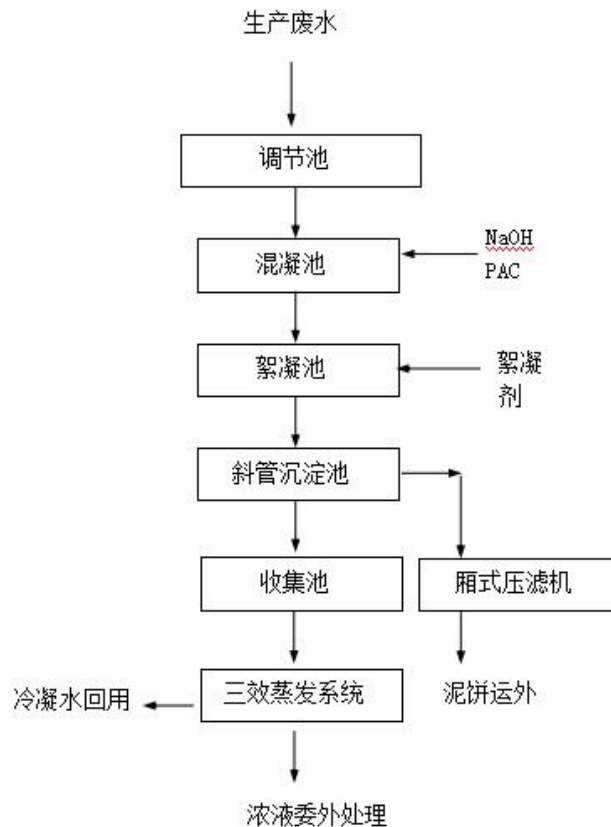 生产废水
调节池
混凝池
NaOH
PAC
絮凝池
絮凝
剂
斜管沉淀池
收集池
厢式压滤机
三效蒸发系统
冷凝水回用
泥饼运外
浓液委外处理